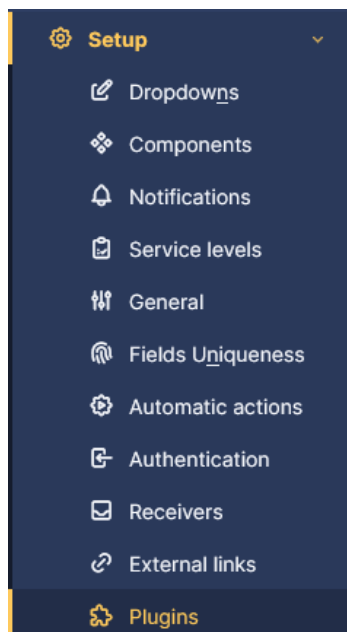 Setup
Dropdowns
Components
Notifications
Service levels
General
Fields Uniqueness
Automatic actions
Authentication
Receivers
External links
Plugins